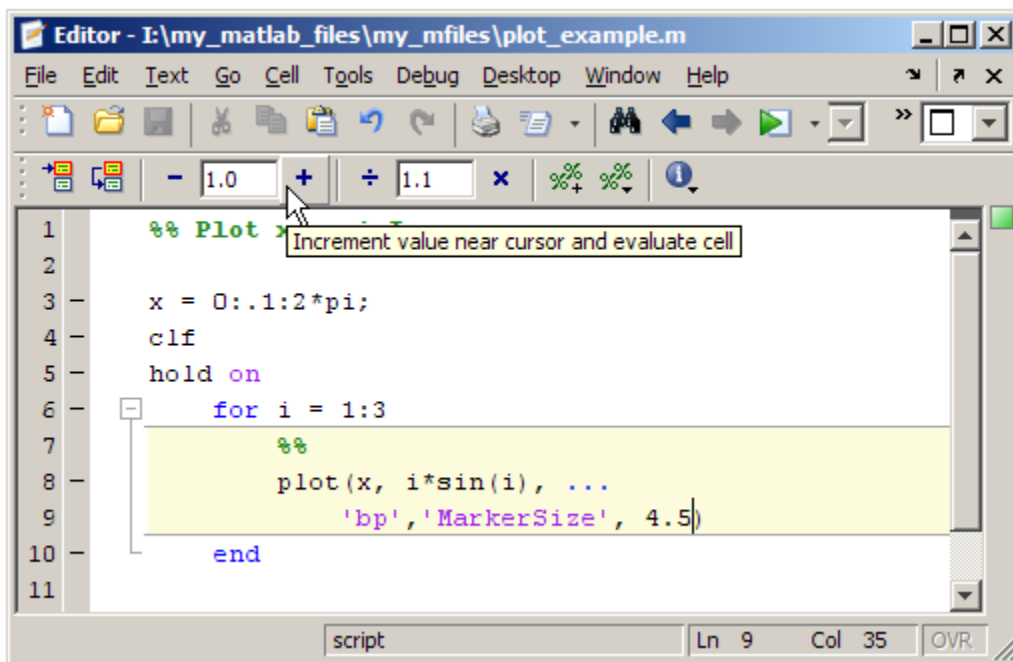 Editor - I:\my_matlab_files\my_mfiles\plot_example.m
File Edit Text Go Cell Tools Debug Desktop Window Help
1.0 1.1
1 %% Plot
Increment value near cursor and evaluate cell
2
3 x = 0:.1:2*pi;
4 clf
5 hold on
6 for i = 1:3
7 %%
8 plot(x, i*sin(i), ...
9 'bp','MarkerSize', 4.5)
10 end
11
script Ln 9 Col 35 OVR